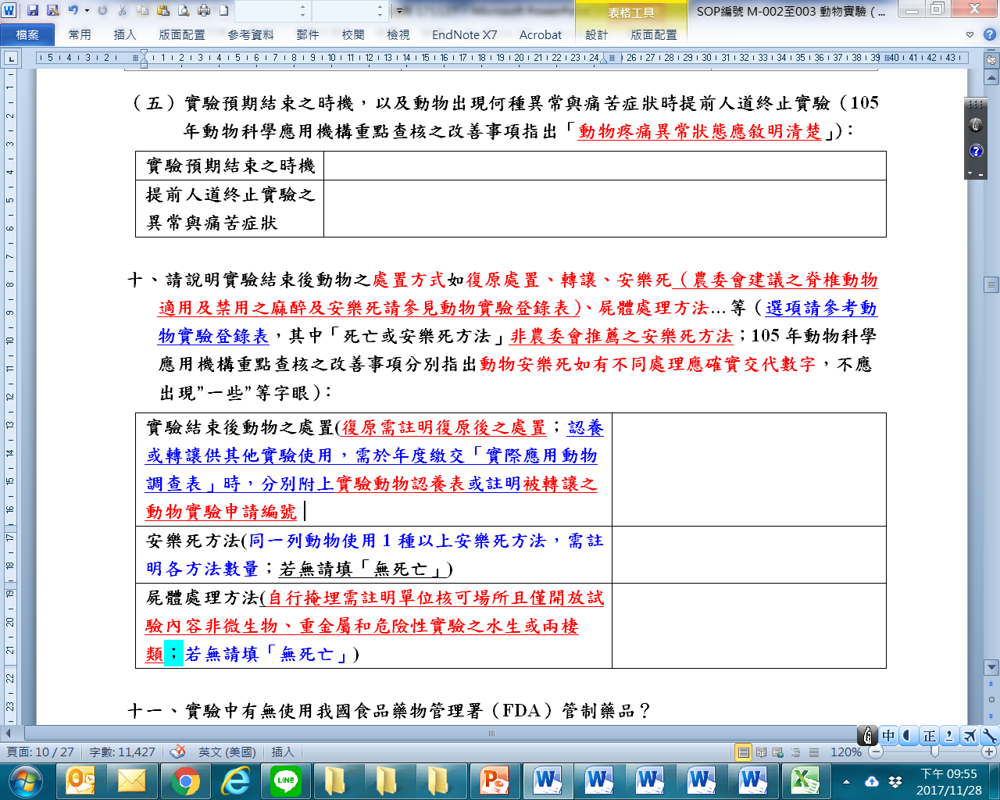 表格工具
SOP編號 M-002至003 動物實驗 ( ...
檔案 常用 插入 版面配置 參考資料 郵件 校閱 檢視 EndNote X7 Acrobat 設計 版面配置
（五）實驗預期結束之時機，以及動物出現何種異常與痛苦症狀時提前人道終止實驗（105
年動物科學應用機構重點查核之改善事項指出「動物疼痛異常狀態應敘明清楚」)：
實驗預期結束之時機
提前人道終止實驗之
異常與痛苦症狀
十、請說明實驗結束後動物之處置方式如復原處置、轉讓、安樂死（農委會建議之脊椎動物
適用及禁用之麻醉及安樂死請參見動物實驗登錄表)、屍體處理方法...等（選項請參考動
物實驗登錄表，其中「死亡或安樂死方法」非農委會推薦之安樂死方法；105 年動物科學
應用機構重點查核之改善事項分別指出動物安樂死如有不同處理應確實交代數字，不應
出現”一些”等字眼)：
實驗結束後動物之處置(復原需註明復原後之處置；認養
或轉讓供其他實驗使用，需於年度繳交「實際應用動物
調查表」時，分別附上實驗動物認養表或註明被轉讓之
動物實驗申請編號
安樂死方法(同一列動物使用 1 種以上安樂死方法，需註
明各方法數量；若無請填「無死亡」)
屍體處理方法(自行掩埋需註明單位核可場所且僅開放試
驗內容非微生物、重金屬和危險性實驗之水生或兩棲
類；若無請填「無死亡」)
十一、實驗中有無使用我國食品藥物管理署（FDA）管制藥品？
中 正
頁面: 10 / 27 字數: 11,427 英文 (美國) 插入 120%
LINE
下午 09:55
2017/11/28